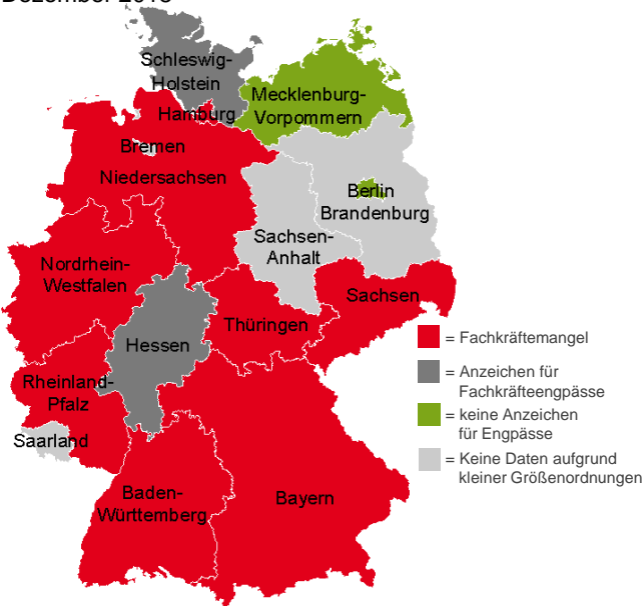 Schleswig-
Holstein
Mecklenburg-
Vorpommern
Hamburg
Bremen
Niedersachsen
Berlin
Brandenburg
Sachsen-
Anhalt
Nordrhein-
Westfalen
Sachsen
Thüringen
Hessen
Rheinland-
Pfalz
Saarland
Baden-
Württemberg
Bayern
= Fachkräftemangel
= Anzeichen für
Fachkräfteengpässe
= keine Anzeichen
für Engpässe
= Keine Daten aufgrund
kleiner Größenordnungen